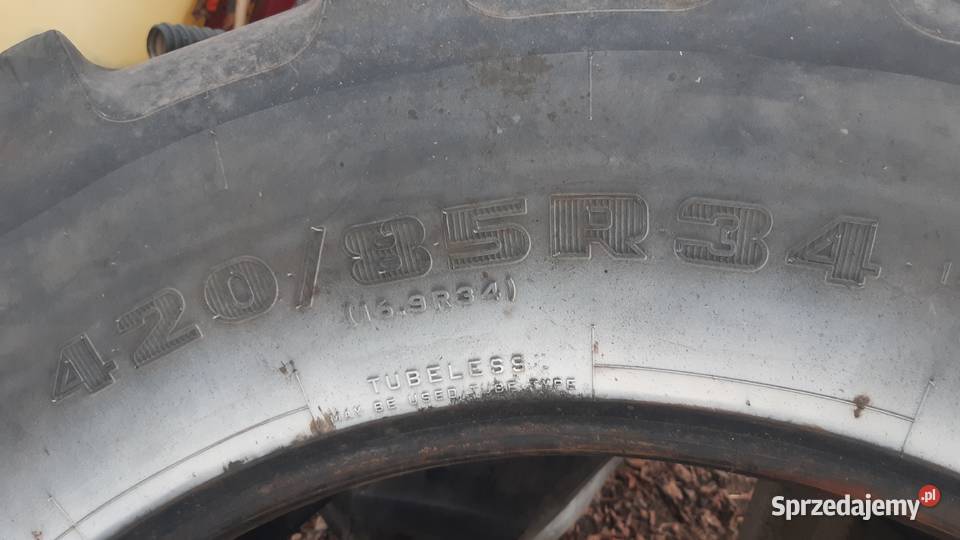 420/85R34
(16.9R34)
TUBELESS
MAY BE USED TUBE TYPE
Sprzedajemy.pl